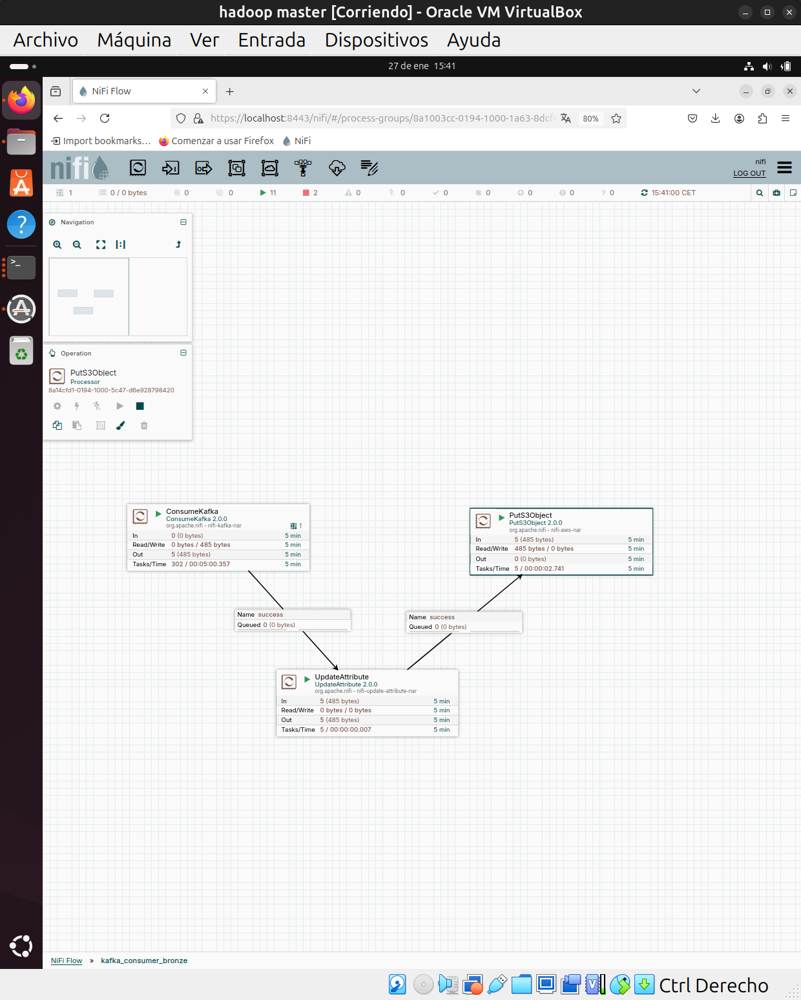 hadoop master [Corriendo] - Oracle VM VirtualBox
Archivo Máquina Ver Entrada Dispositivos Ayuda
27 de ene 15:41
NiFi Flow
https://localhost:8443/nifi/#/process-groups/8a1003cc-0194-1000-1a63-8dcf
80%
Import bookmarks... Comenzar a usar Firefox NiFi
nifi
nifi
LOG OUT
1 0 / 0 bytes 0 0 11 2 0 0 0 0 0 0 0 15:41:00 CET
Navigation
Operation
PutS3Object
Processor
8a14cfd1-0194-1000-5c47-d6e928798420
ConsumeKafka
ConsumeKafka 2.0.0
org.apache.nifi - nifi-kafka-nar
1
In 0 (0 bytes) 5 min
Read/Write 0 bytes / 485 bytes 5 min
Out 5 (485 bytes) 5 min
Tasks/Time 302 / 00:05:00.357 5 min
PutS3Object
PutS3Object 2.0.0
org.apache.nifi - nifi-aws-nar
In 5 (485 bytes) 5 min
Read/Write 485 bytes / 0 bytes 5 min
Out 0 (0 bytes) 5 min
Tasks/Time 5 / 00:00:02.741 5 min
Name success
Queued 0 (0 bytes)
Name success
Queued 0 (0 bytes)
UpdateAttribute
UpdateAttribute 2.0.0
org.apache.nifi - nifi-update-attribute-nar
In 5 (485 bytes) 5 min
Read/Write 0 bytes / 0 bytes 5 min
Out 5 (485 bytes) 5 min
Tasks/Time 5 / 00:00:00.007 5 min
NiFi Flow » kafka_consumer_bronze
Ctrl Derecho